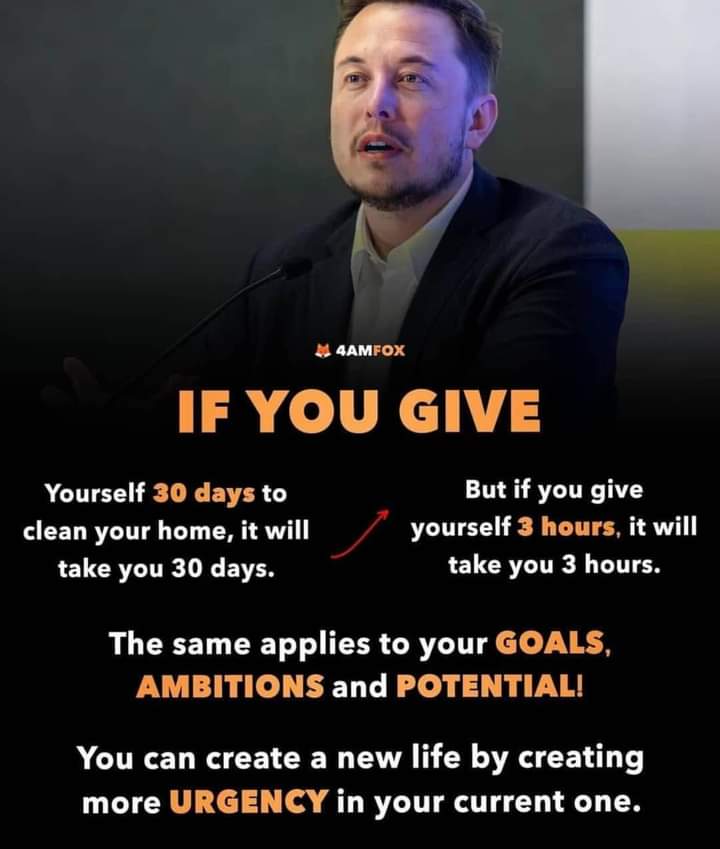 4AMFOX
IF YOU GIVE
Yourself 30 days to
clean your home, it will
take you 30 days.
But if you give
yourself 3 hours, it will
take you 3 hours.
The same applies to your GOALS,
AMBITIONS and POTENTIAL!
You can create a new life by creating
more URGENCY in your current one.